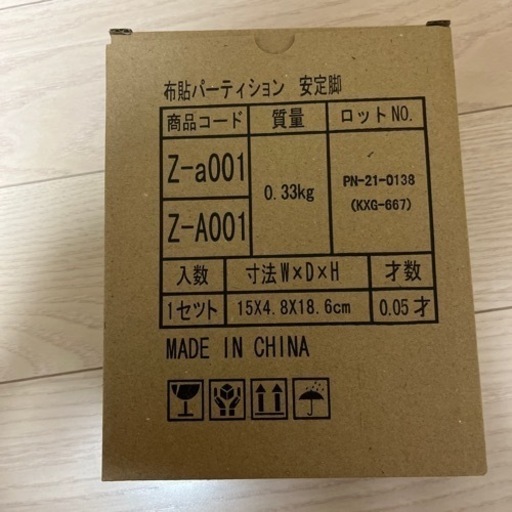 布貼パーティション 安定脚
商品コード 質量 ロットNO.
Z-a001
0.33kg
PN-21-0138
(KXG-667)
Z-A001
入数 寸法W×D×H 才数
1セット 15X4.8X18.6cm 0.05才
MADE IN CHINA